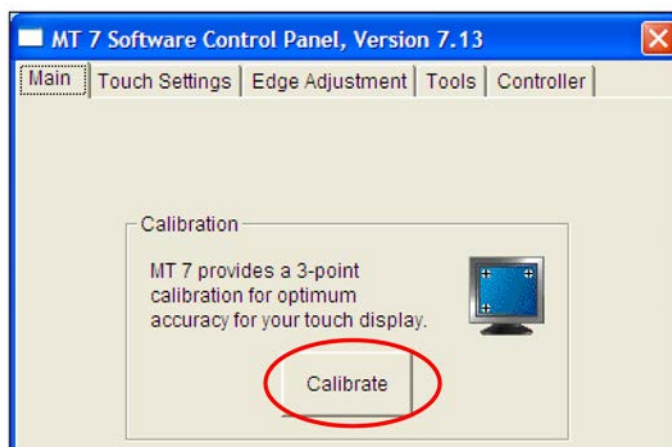 MT 7 Software Control Panel, Version 7.13
Main Touch Settings Edge Adjustment Tools Controller
Calibration
MT 7 provides a 3-point
calibration for optimum
accuracy for your touch display.
Calibrate